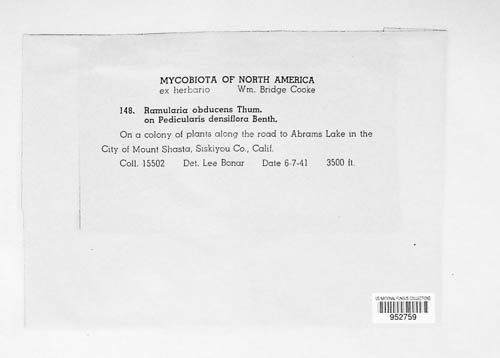 MYCOBIOTA OF NORTH AMERICA
ex herbario Wm. Bridge Cooke
148. Ramularia obducens Thum.
on Pedicularis densiflora Benth.
On a colony of plants along the road to Abrams Lake in the
City of Mount Shasta, Siskiyou Co., Calif.
Coll. 15502 Det. Lee Bonar Date 6-7-41 3500 ft.
US NATIONAL FUNGUS COLLECTIONS
952759